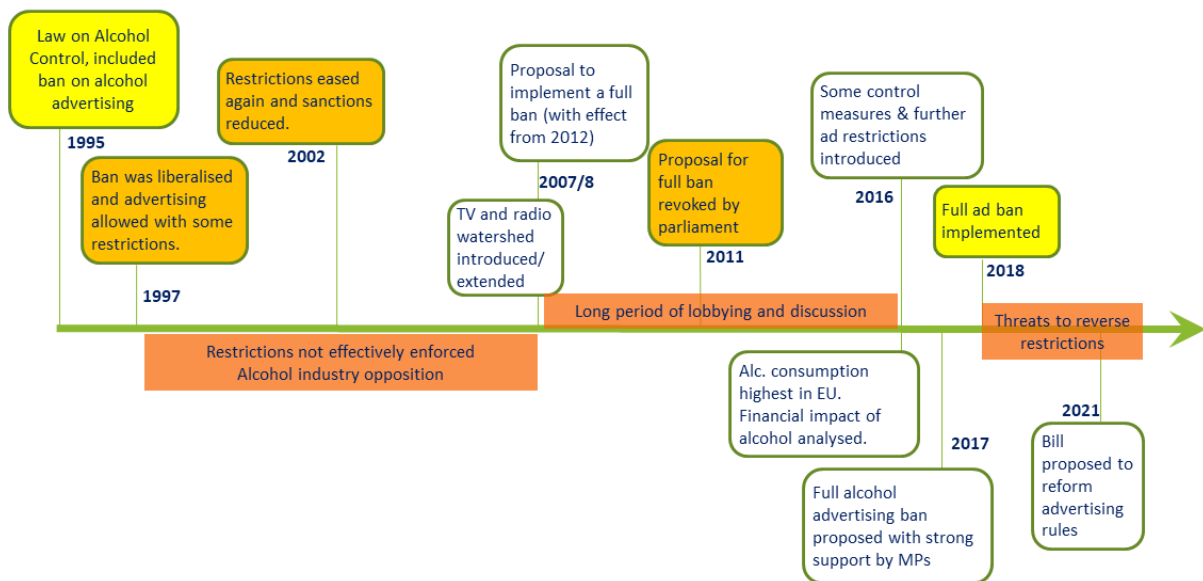 Law on Alcohol
Control, included
ban on alcohol
advertising
1995
Ban was liberalised
and advertising
allowed with some
restrictions.
1997
Restrictions eased
again and sanctions
reduced.
2002
Restrictions not effectively enforced
Alcohol industry opposition
Proposal to
implement a full
ban (with effect
from 2012)
2007/8
TV and radio
watershed
introduced/
extended
Proposal for
full ban
revoked by
parliament
2011
Long period of lobbying and discussion
Some control
measures & further
ad restrictions
introduced
2016
Alc. consumption
highest in EU.
Financial impact of
alcohol analysed.
2017
Full alcohol
advertising ban
proposed with strong
support by MPs
Full ad ban
implemented
2018
Threats to reverse
restrictions
2021
Bill
proposed to
reform
advertising
rules